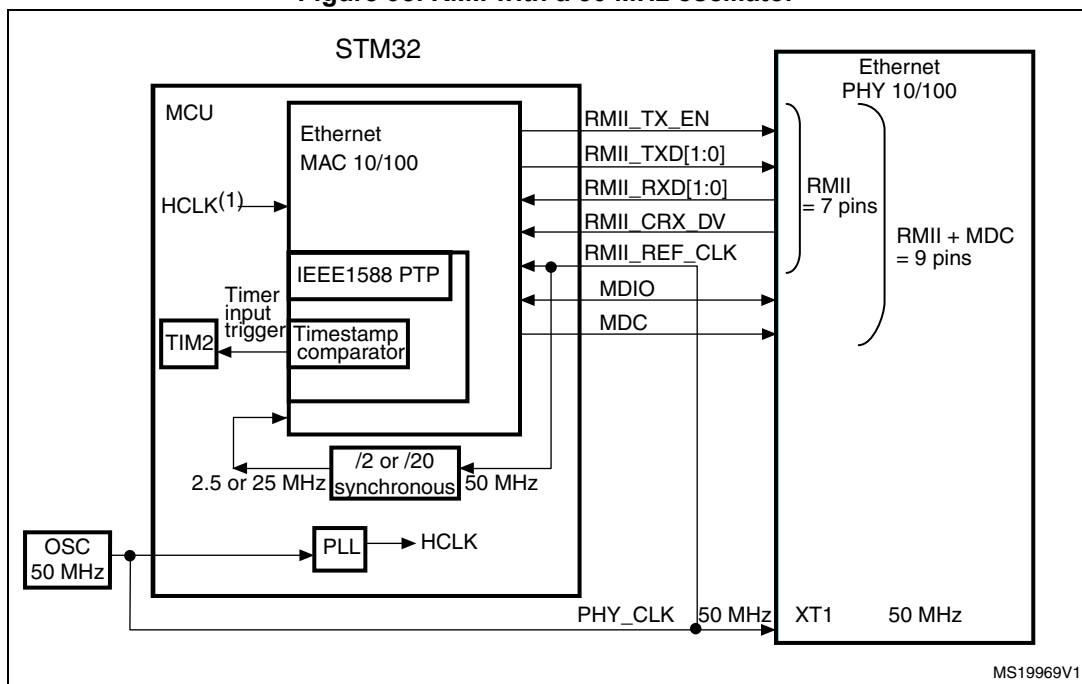 Figure RMII with a 50 MHz oscillator
STM32
MCU
Ethernet
MAC 10/100
HCLK(1)
IEEE1588 PTP
Timer
input
trigger
TIM2
Timestamp
comparator
/2 or /20
synchronous
2.5 or 25 MHz
50 MHz
OSC
50 MHz
PLL
HCLK
RMII_TX_EN
RMII_TXD[1:0]
RMII_RXD[1:0]
RMII_CRX_DV
RMII_REF_CLK
MDIO
MDC
PHY_CLK
50 MHz
Ethernet
PHY 10/100
RMII
= 7 pins
RMII + MDC
= 9 pins
XT1
50 MHz
MS19969V1